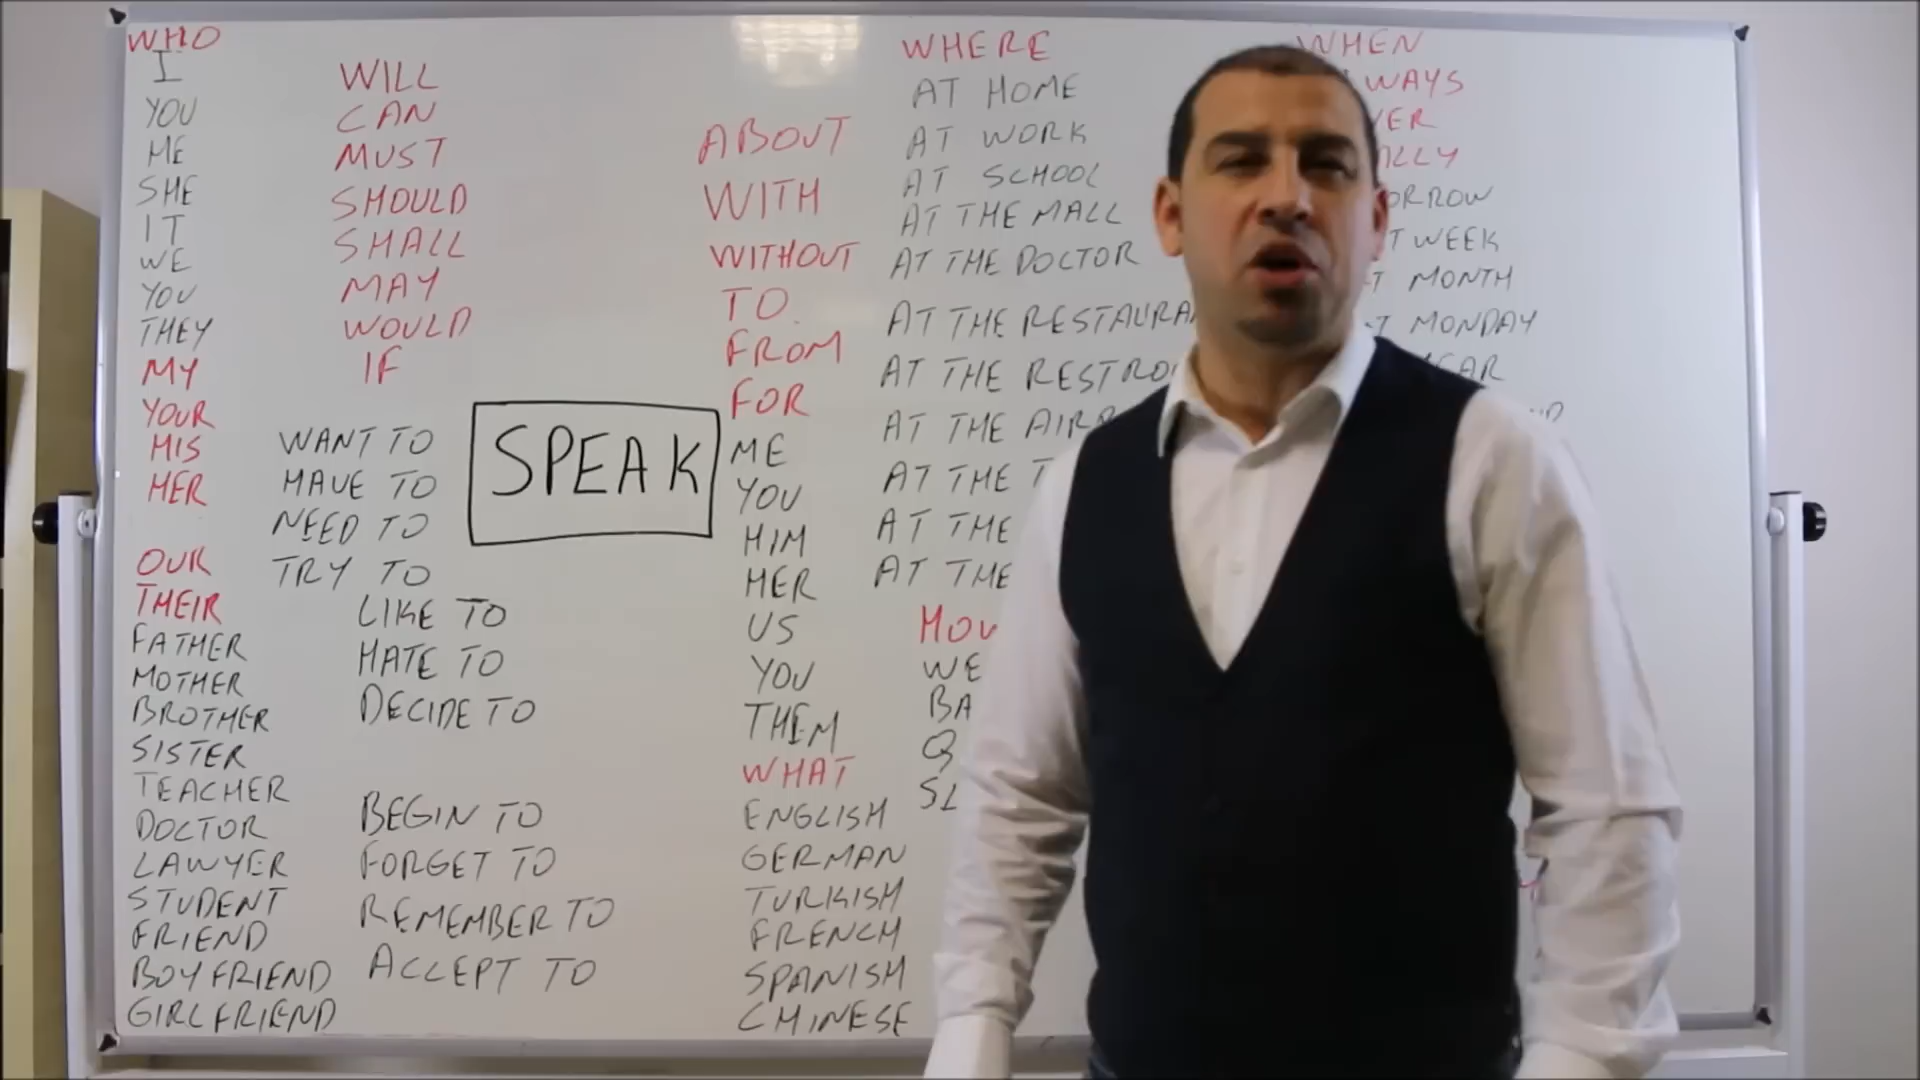 WHO
I
YOU
ME
SHE
IT
WE
YOU
THEY
MY
YOUR
HIS
HER
OUR
THEIR
FATHER
MOTHER
BROTHER
SISTER
TEACHER
DOCTOR
LAWYER
STUDENT
FRIEND
BOYFRIEND
GIRLFRIEND
WILL
CAN
MUST
SHOULD
SHALL
MAY
WOULD
IF
WANT TO
HAVE TO
NEED TO
TRY TO
LIKE TO
HATE TO
DECIDE TO
BEGIN TO
FORGET TO
REMEMBER TO
ACCEPT TO
SPEAK
ABOUT
WITH
WITHOUT
TO
FROM
FOR
ME
YOU
HIM
HER
US
YOU
THEM
WHAT
ENGLISH
GERMAN
TURKISH
FRENCH
SPANISH
CHINESE
WHERE
AT HOME
AT WORK
AT SCHOOL
AT THE MALL
AT THE DOCTOR
AT THE
AT THE
AT THE
AT THE
AT THE
AT THE
WHEN
WEEK
MONTH
MONDAY